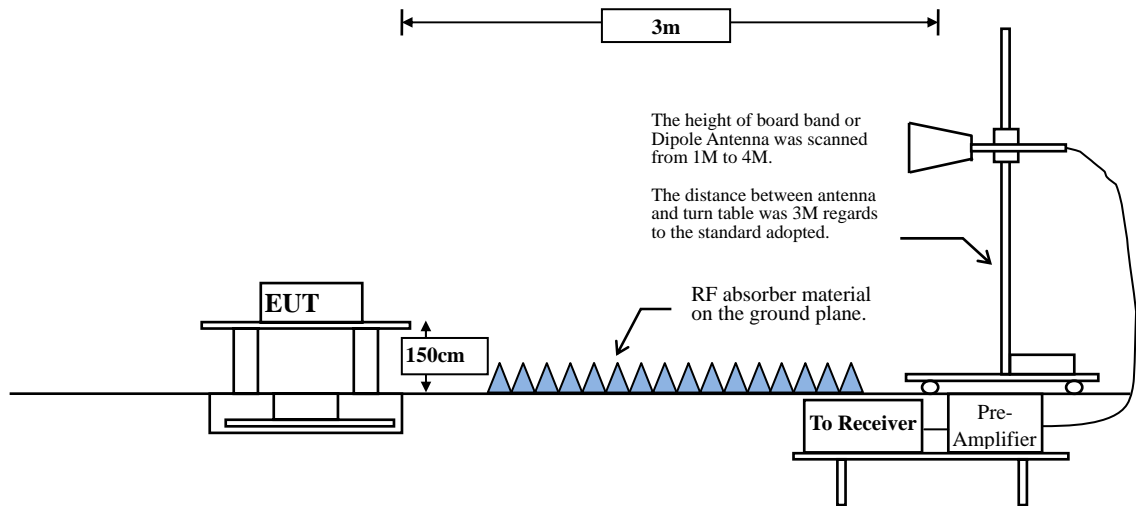 3m
The height of board band or
Dipole Antenna was scanned
from 1M to 4M.
The distance between antenna
and turn table was 3M regards
to the standard adopted.
EUT
RF absorber material
on the ground plane.
150cm
To Receiver
Pre-
Amplifier